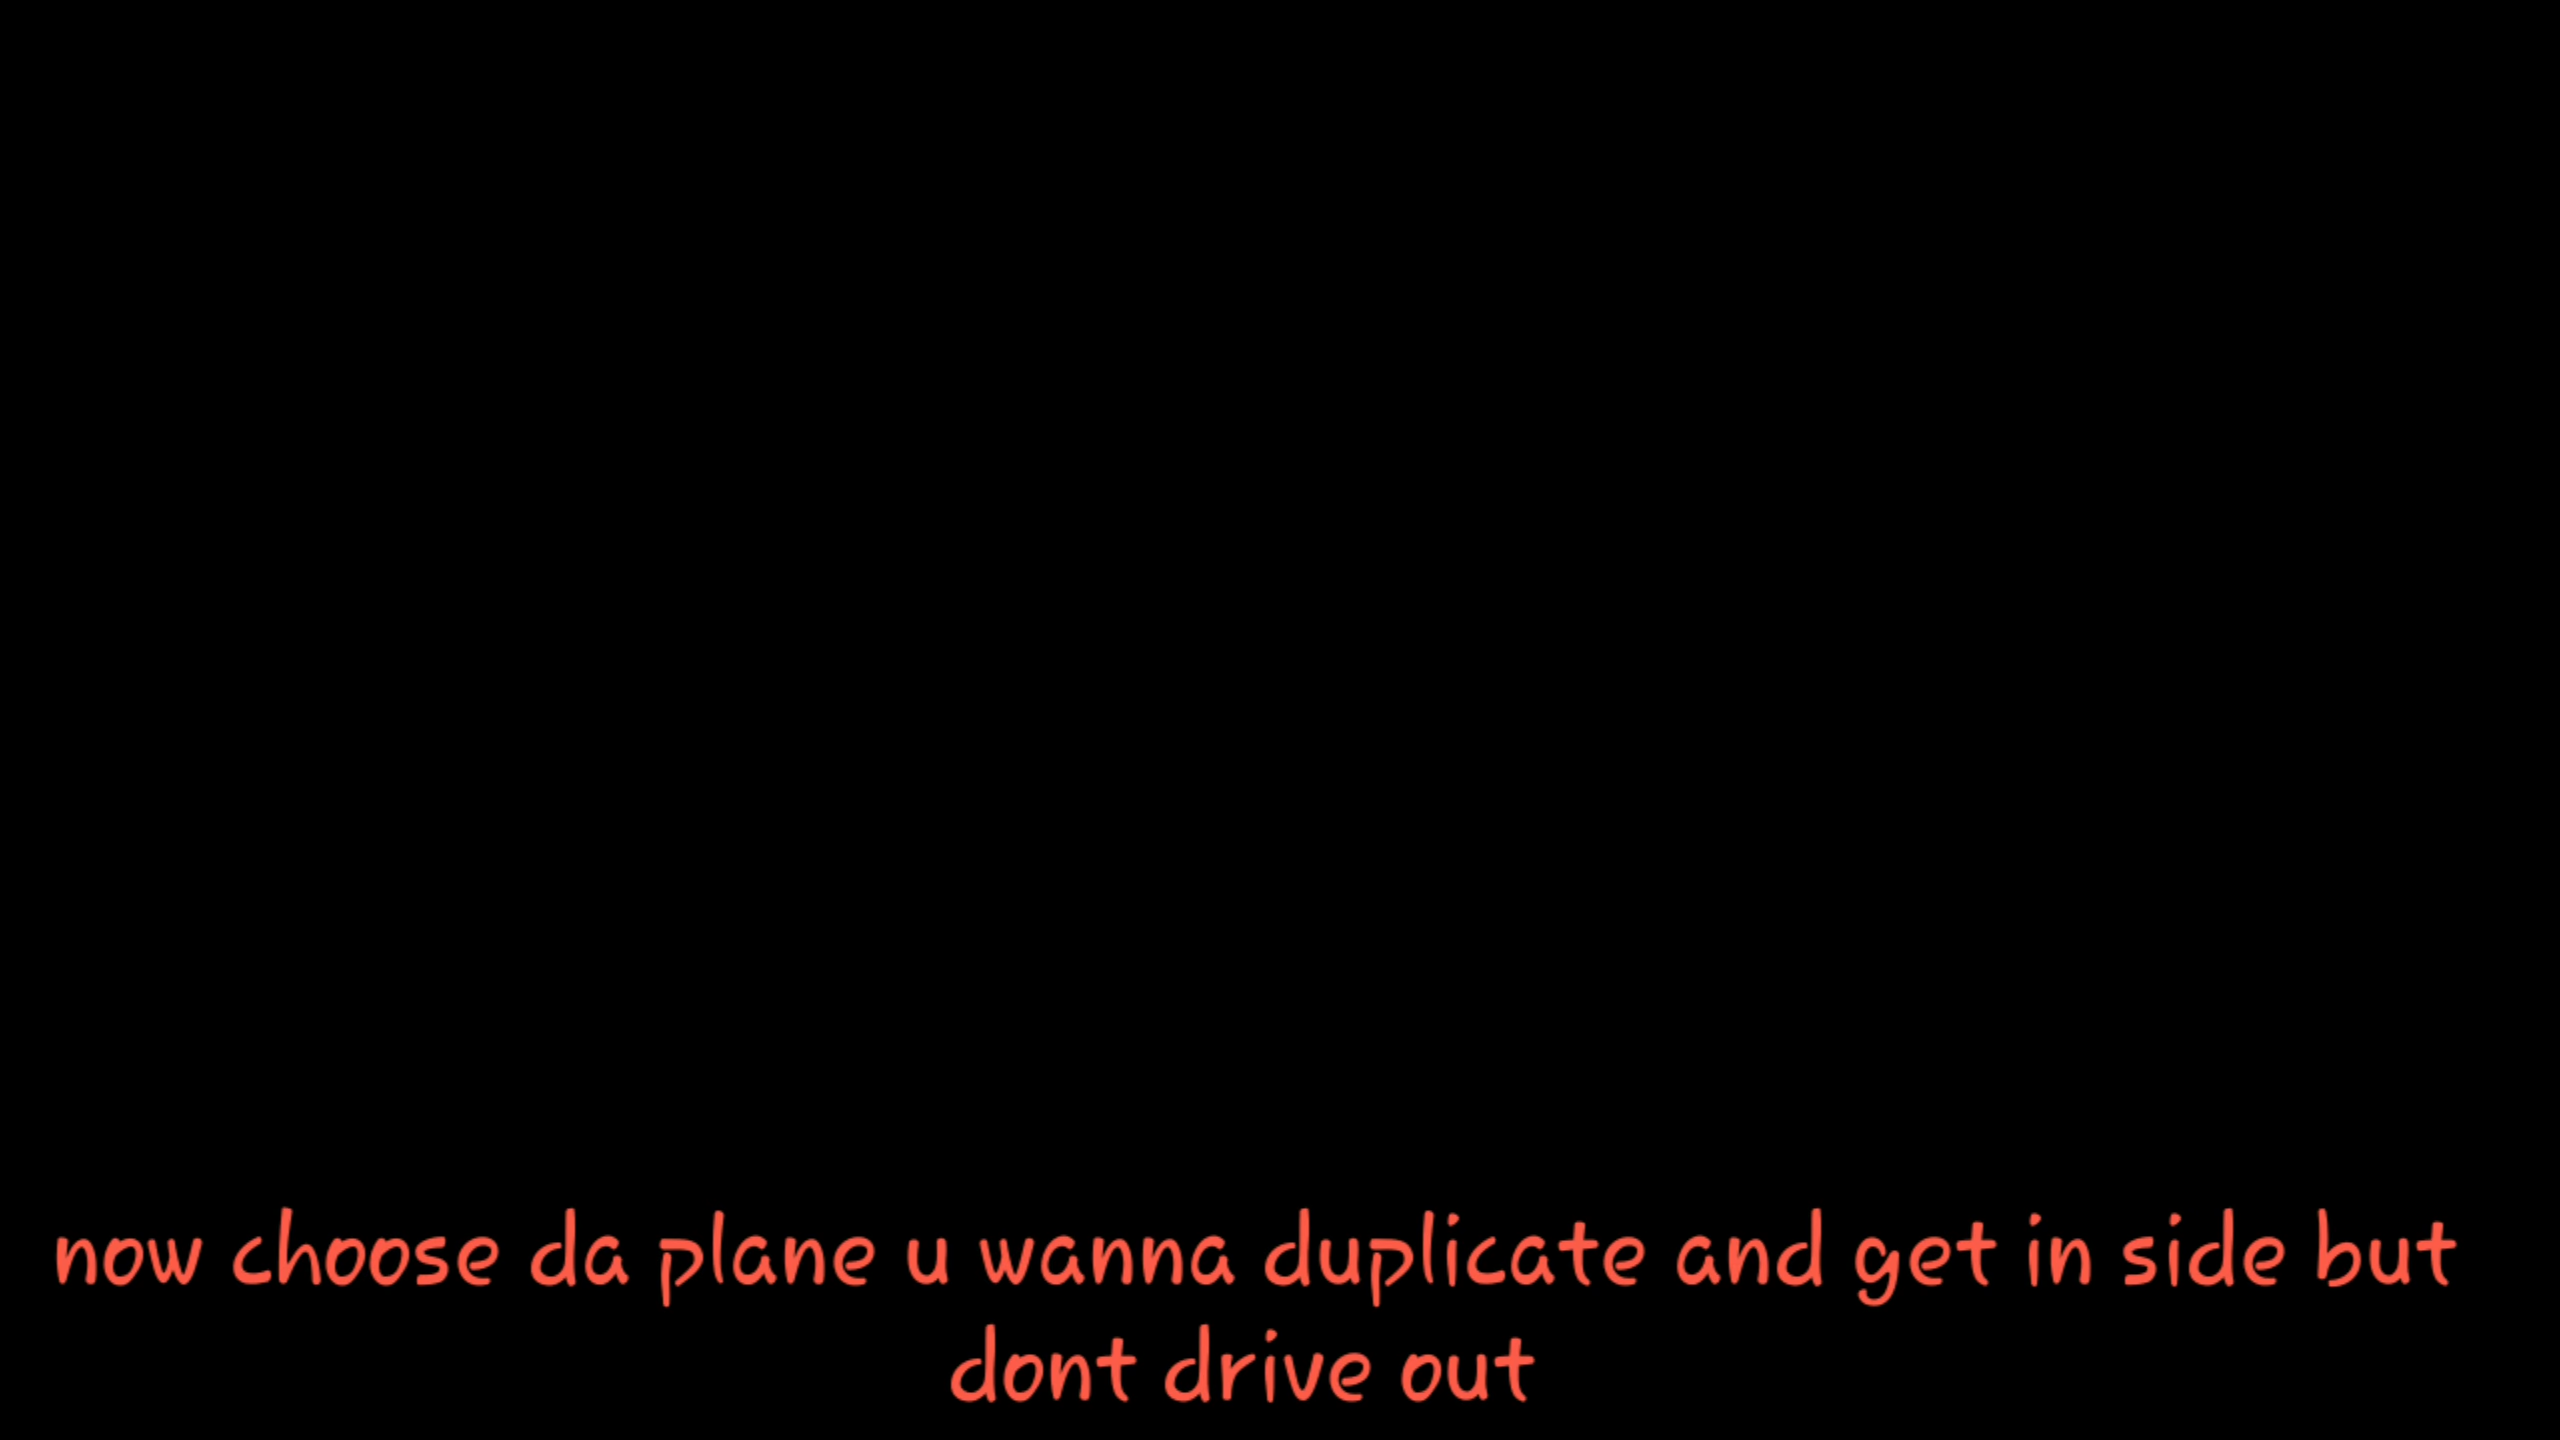 now choose da plane u wanna duplicate and get in side but
dont drive out